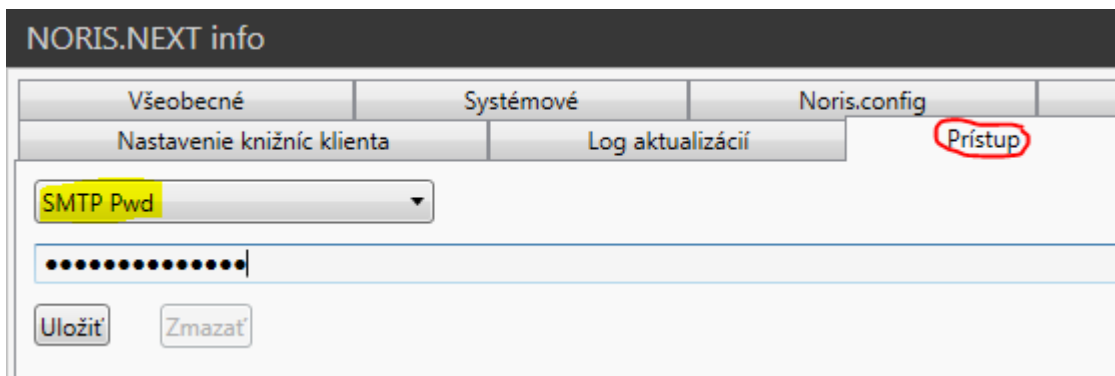 NORIS.NEXT info
Všeobecné Systémové Noris.config
Nastavenie knižníc klienta Log aktualizácií Prístup
SMTP Pwd
••••••••••••••
Uložiť Zmazať